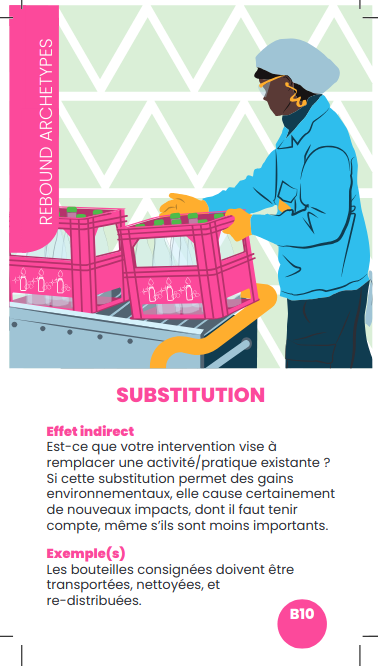 REBOUND ARCHETYPES
SUBSTITUTION
Effet indirect
Est-ce que votre intervention vise à
remplacer une activité/pratique existante ?
Si cette substitution permet des gains
environnementaux, elle cause certainement
de nouveaux impacts, dont il faut tenir
compte, même s’ils sont moins importants.
Exemple(s)
Les bouteilles consignées doivent être
transportées, nettoyées, et
re-distribuées.
B10